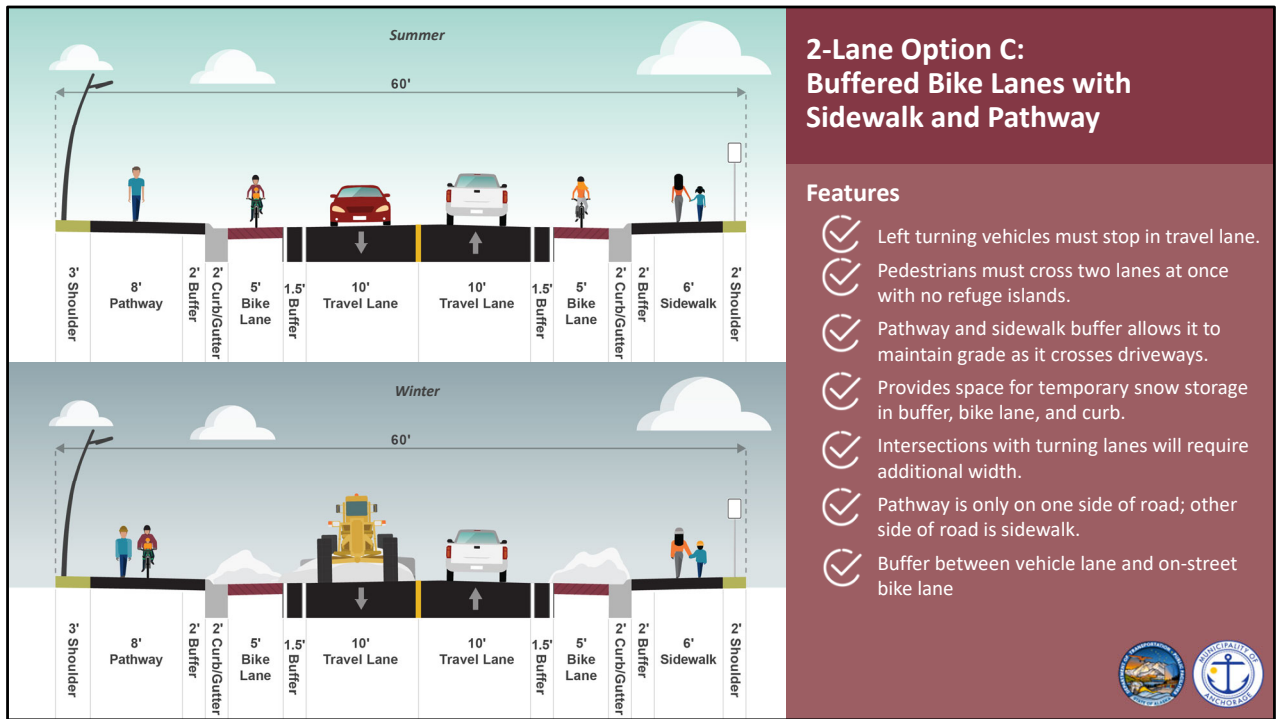 Summer
60'
3' Shoulder
8'
Pathway
2' Buffer
2' Curb/Gutter
5'
Bike
Lane
1.5'
Buffer
10'
Travel Lane
10'
Travel Lane
1.5'
Buffer
5'
Bike
Lane
2' Curb/Gutter
2' Buffer
6'
Sidewalk
2' Shoulder
Winter
60'
3' Shoulder
8'
Pathway
2' Buffer
2' Curb/Gutter
5'
Bike
Lane
1.5'
Buffer
10'
Travel Lane
10'
Travel Lane
1.5'
Buffer
5'
Bike
Lane
2' Curb/Gutter
2' Buffer
6'
Sidewalk
2' Shoulder
2-Lane Option C:
Buffered Bike Lanes with
Sidewalk and Pathway
Features
Left turning vehicles must stop in travel lane.
Pedestrians must cross two lanes at once
with no refuge islands.
Pathway and sidewalk buffer allows it to
maintain grade as it crosses driveways.
Provides space for temporary snow storage
in buffer, bike lane, and curb.
Intersections with turning lanes will require
additional width.
Pathway is only on one side of road; other
side of road is sidewalk.
Buffer between vehicle lane and on-street
bike lane
STATE OF ALASKA
MUNICIPALITY OF
ANCHORAGE